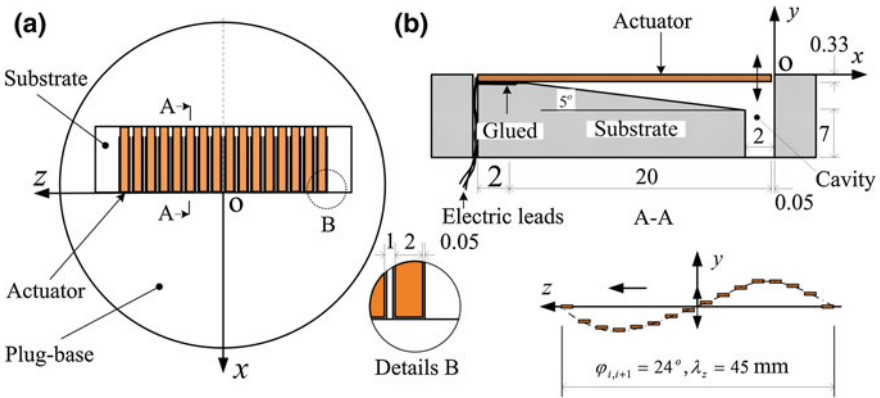 (a)
Substrate
A
A
z
o
B
Actuator
Plug-base
x
1
2
0.05
Details B
(b)
Actuator
y
o
x
0.33
5°
Glued
Substrate
2
7
2
20
Cavity
Electric leads
A-A
0.05
y
z
φi,i+1 = 24°, λz = 45 mm